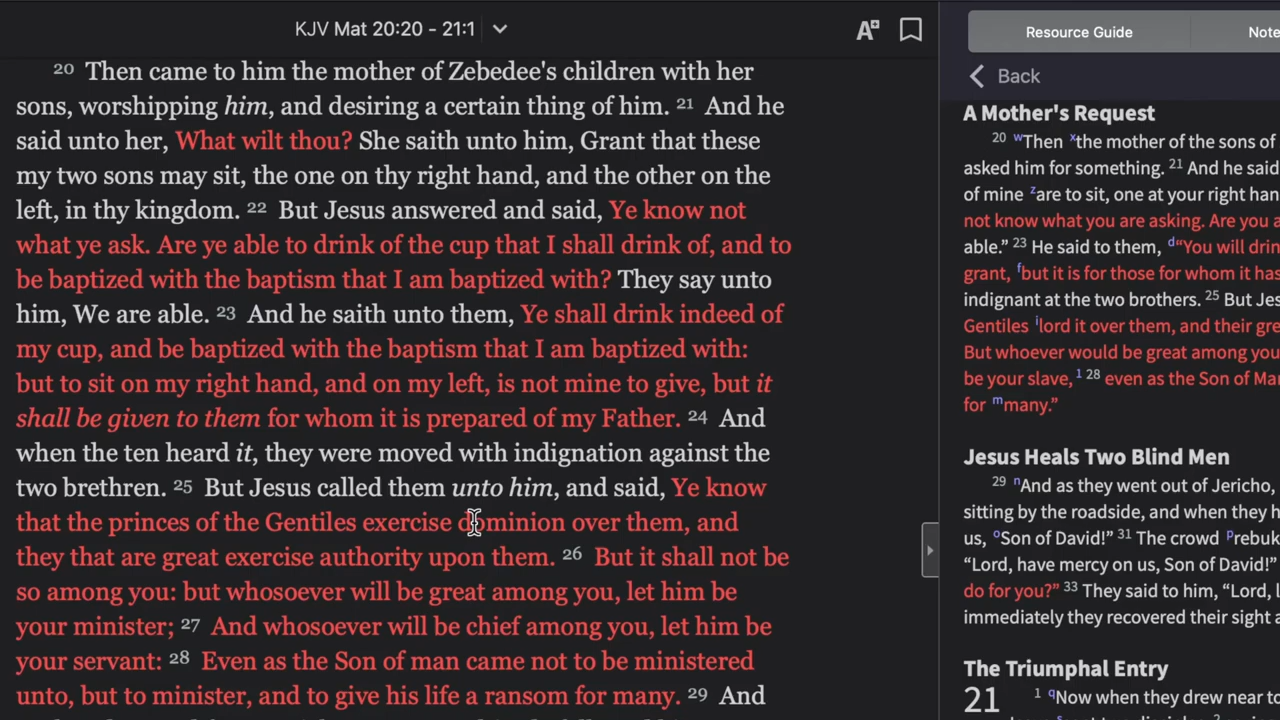 KJV Mat 20:20 - 21:1
20 Then came to him the mother of Zebedee's children with her
sons, worshipping him, and desiring a certain thing of him. 21 And he
said unto her, What wilt thou? She saith unto him, Grant that these
my two sons may sit, the one on thy right hand, and the other on the
left, in thy kingdom. 22 But Jesus answered and said, Ye know not
what ye ask. Are ye able to drink of the cup that I shall drink of, and to
be baptized with the baptism that I am baptized with? They say unto
him, We are able. 23 And he saith unto them, Ye shall drink indeed of
my cup, and be baptized with the baptism that I am baptized with:
but to sit on my right hand, and on my left, is not mine to give, but it
shall be given to them for whom it is prepared of my Father. 24 And
when the ten heard it, they were moved with indignation against the
two brethren. 25 But Jesus called them unto him, and said, Ye know
that the princes of the Gentiles exercise dominion over them, and
they that are great exercise authority upon them. 26 But it shall not be
so among you: but whosoever will be great among you, let him be
your minister; 27 And whosoever will be chief among you, let him be
your servant: 28 Even as the Son of man came not to be ministered
unto, but to minister, and to give his life a ransom for many. 29 And
Resource Guide
Note
Back
A Mother's Request
20 wThen xthe mother of the sons of
asked him for something. 21 And he said
of mine zare to sit, one at your right han
not know what you are asking. Are you a
able.” 23 He said to them, d“You will drin
grant, fbut it is for those for whom it has
indignant at the two brothers. 25 But Jes
Gentiles ilord it over them, and their gre
But whoever would be great among you
be your slave,1 28 even as the Son of Ma
for mmany.”
Jesus Heals Two Blind Men
29 nAnd as they went out of Jericho,
sitting by the roadside, and when they h
us, oSon of David!” 31 The crowd prebuk
“Lord, have mercy on us, Son of David!”
do for you?” 33 They said to him, “Lord, l
immediately they recovered their sight a
The Triumphal Entry
21 1 qNow when they drew near to